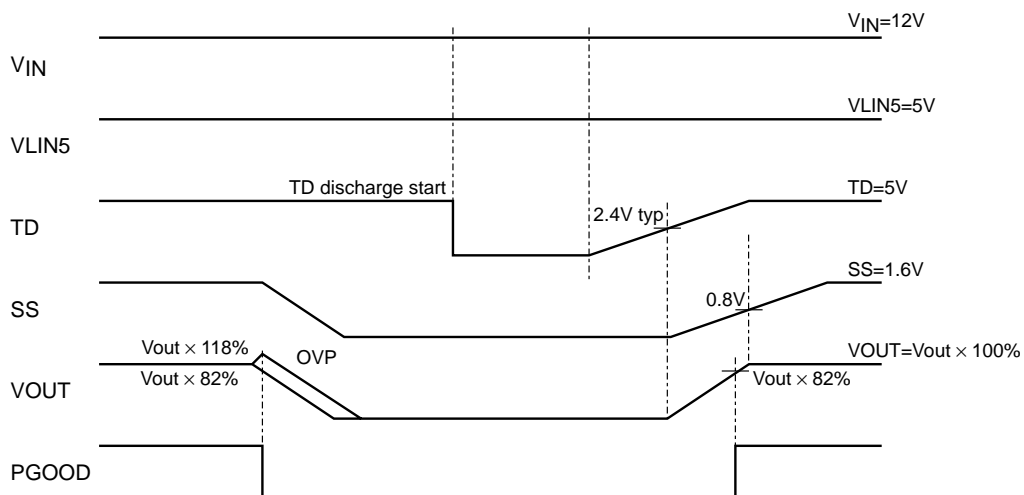 VIN=12V
VIN
VLIN5=5V
VLIN5
TD discharge start
TD=5V
2.4V typ
TD
SS=1.6V
0.8V
SS
Vout × 118%
OVP
VOUT=Vout × 100%
Vout × 82%
Vout × 82%
VOUT
PGOOD